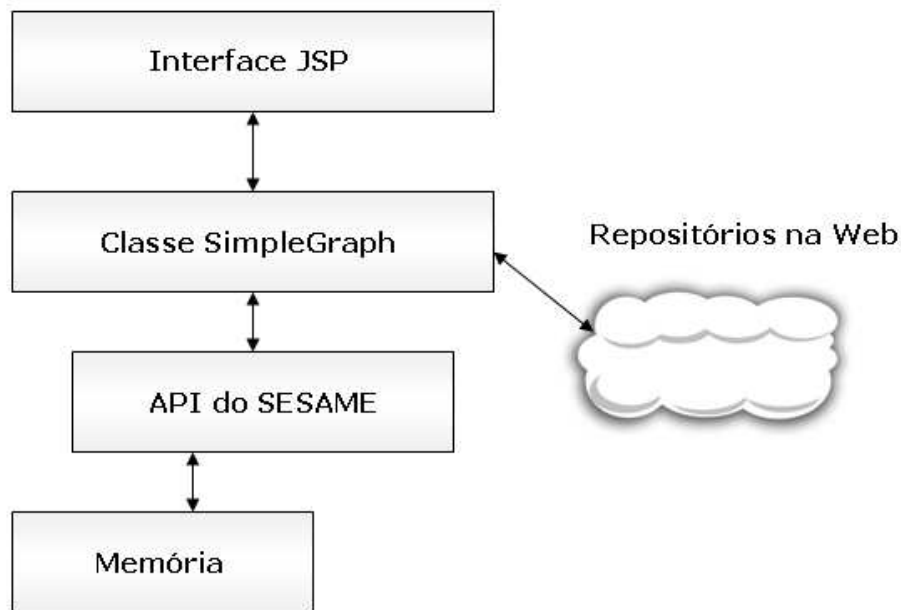 Interface JSP
Classe SimpleGraph
Repositórios na Web
API do SESAME
Memória